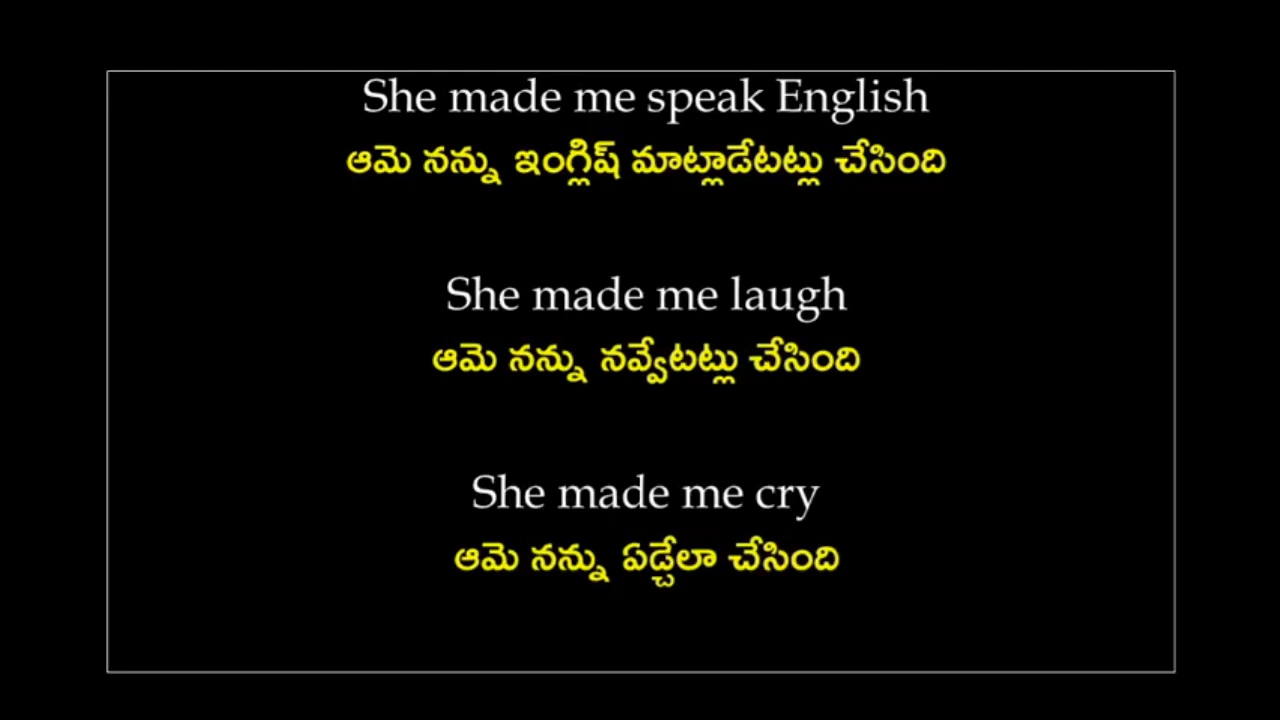 She made me speak English
ఆమె నన్ను ఇంగ్లిష్ మాట్లాడేటట్లు చేసింది
She made me laugh
ఆమె నన్ను నవ్వేటట్లు చేసింది
She made me cry
ఆమె నన్ను ఏడ్చేలా చేసింది